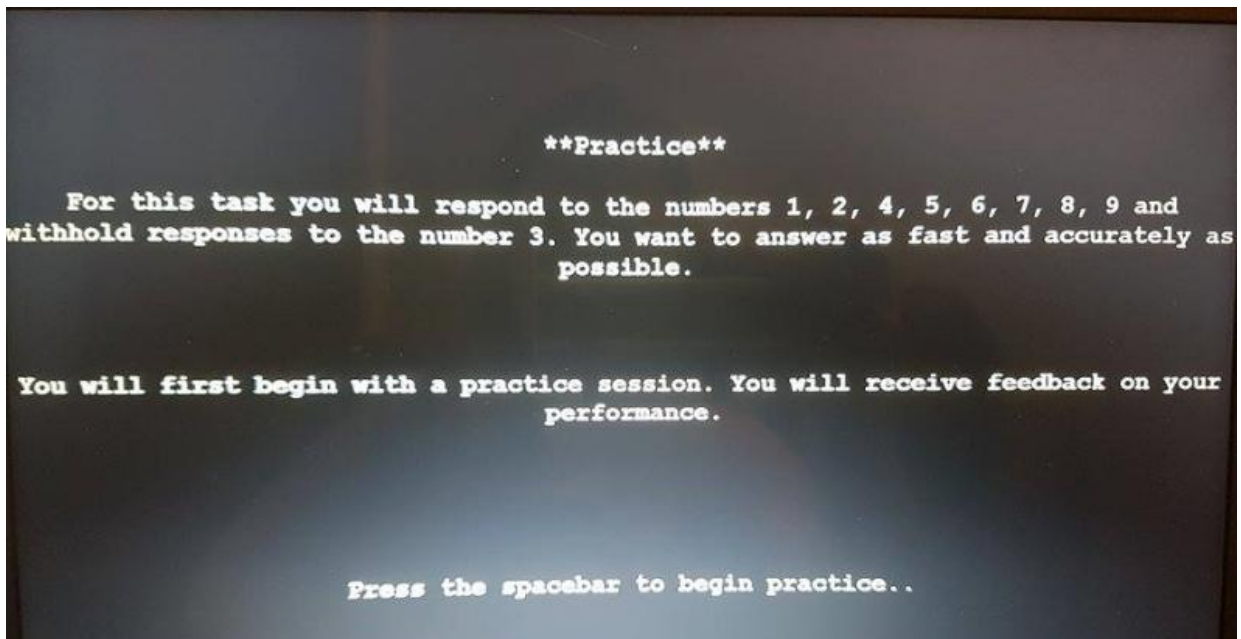 **Practice**
For this task you will respond to the numbers 1, 2, 4, 5, 6, 7, 8, 9 and
withhold responses to the number 3. You want to answer as fast and accurately as
possible.
You will first begin with a practice session. You will receive feedback on your
performance.
Press the spacebar to begin practice..